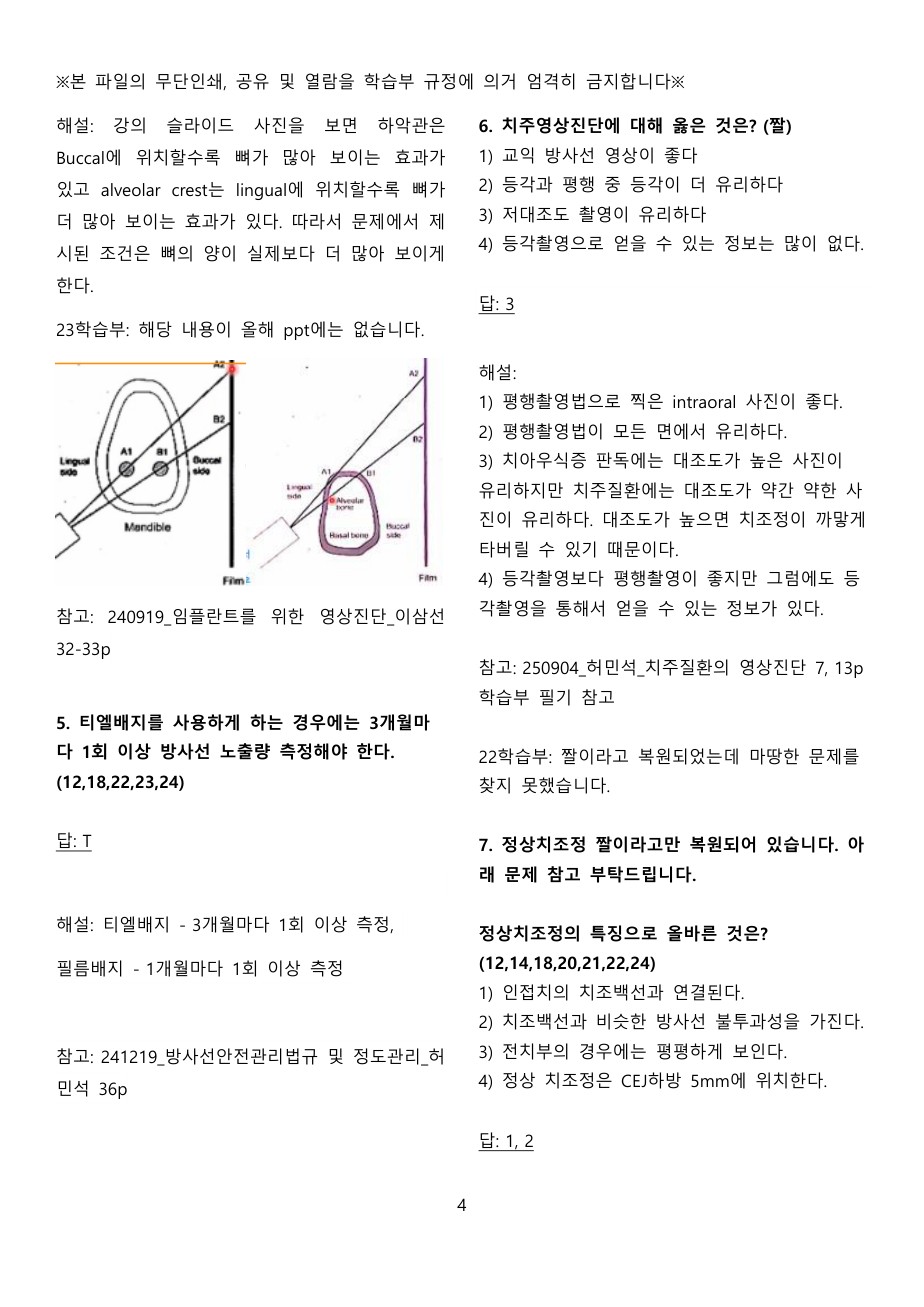 ※본 파일의 무단인쇄, 공유 및 열람을 학습부 규정에 의거 엄격히 금지합니다※
해설: 강의 슬라이드 사진을 보면 하악관은
Buccal에 위치할수록 뼈가 많아 보이는 효과가
있고 alveolar crest는 lingual에 위치할수록 뼈가
더 많아 보이는 효과가 있다. 따라서 문제에서 제
시된 조건은 뼈의 양이 실제보다 더 많아 보이게
한다.
23학습부: 해당 내용이 올해 ppt에는 없습니다.
A2
B2
A1 B1
Lingual side
Buccal side
Mandible
Film
A2
B2
A1 B1
Lingual side
Alveolar bone
Buccal side
Basal bone
Film
참고: 240919_임플란트를 위한 영상진단_이삼선
32-33p
5. 티엘배지를 사용하게 하는 경우에는 3개월마
다 1회 이상 방사선 노출량 측정해야 한다.
(12,18,22,23,24)
답: T
해설: 티엘배지 - 3개월마다 1회 이상 측정,
필름배지 - 1개월마다 1회 이상 측정
참고: 241219_방사선안전관리법규 및 정도관리_허
민석 36p
6. 치주영상진단에 대해 옳은 것은? (짤)
1) 교익 방사선 영상이 좋다
2) 등각과 평행 중 등각이 더 유리하다
3) 저대조도 촬영이 유리하다
4) 등각촬영으로 얻을 수 있는 정보는 많이 없다.
답: 3
해설:
1) 평행촬영법으로 찍은 intraoral 사진이 좋다.
2) 평행촬영법이 모든 면에서 유리하다.
3) 치아우식증 판독에는 대조도가 높은 사진이
유리하지만 치주질환에는 대조도가 약간 약한 사
진이 유리하다. 대조도가 높으면 치조정이 까맣게
타버릴 수 있기 때문이다.
4) 등각촬영보다 평행촬영이 좋지만 그럼에도 등
각촬영을 통해서 얻을 수 있는 정보가 있다.
참고: 250904_허민석_치주질환의 영상진단 7, 13p
학습부 필기 참고
22학습부: 짤이라고 복원되었는데 마땅한 문제를
찾지 못했습니다.
7. 정상치조정 짤이라고만 복원되어 있습니다. 아
래 문제 참고 부탁드립니다.
정상치조정의 특징으로 올바른 것은?
(12,14,18,20,21,22,24)
1) 인접치의 치조백선과 연결된다.
2) 치조백선과 비슷한 방사선 불투과성을 가진다.
3) 전치부의 경우에는 평평하게 보인다.
4) 정상 치조정은 CEJ하방 5mm에 위치한다.
답: 1, 2
4